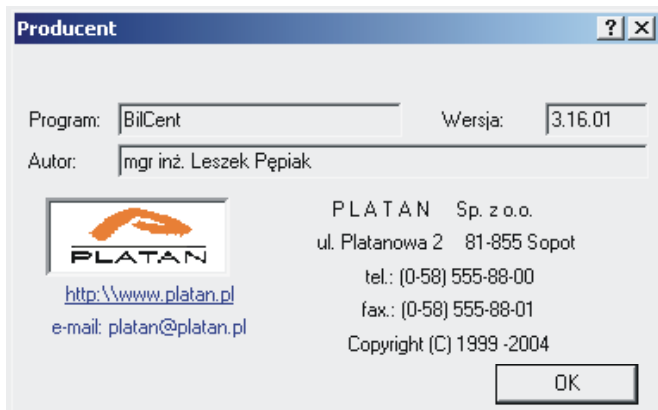 Producent
Program: BilCent Wersja: 3.16.01
Autor: mgr inż. Leszek Pępiak
PLATAN
http:\\www.platan.pl
e-mail: platan@platan.pl
PLATAN Sp. z o.o.
ul. Platanowa 2 81-855 Sopot
tel.: (0-58) 555-88-00
fax.: (0-58) 555-88-01
Copyright (C) 1999 -2004
OK